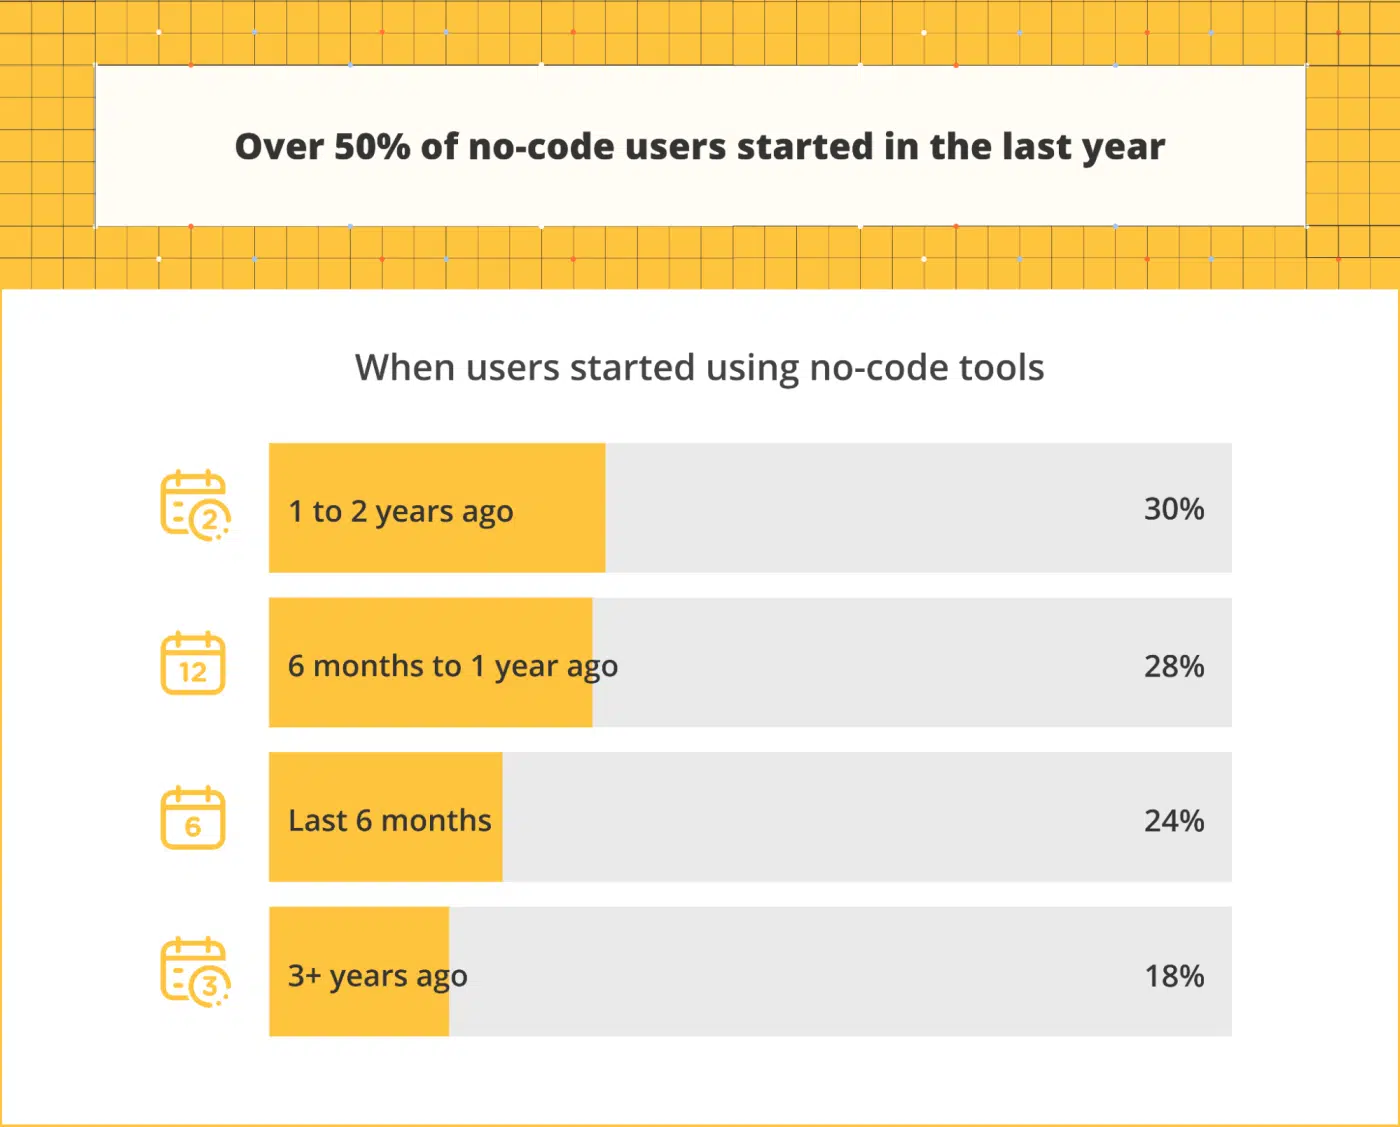 Over 50% of no-code users started in the last year
When users started using no-code tools
2
1 to 2 years ago 30%
12
6 months to 1 year ago 28%
6
Last 6 months 24%
3
3+ years ago 18%